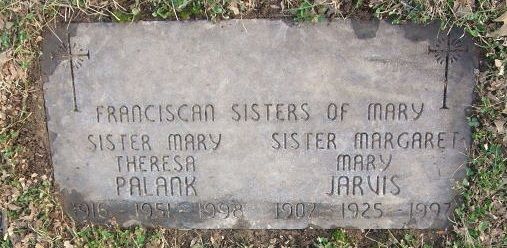 FRANCISCAN SISTERS OF MARY
SISTER MARY SISTER MARGARET
THERESA MARY
PALANK JARVIS
1916 - 1951 - 1998 1907 - 1925 - 1997